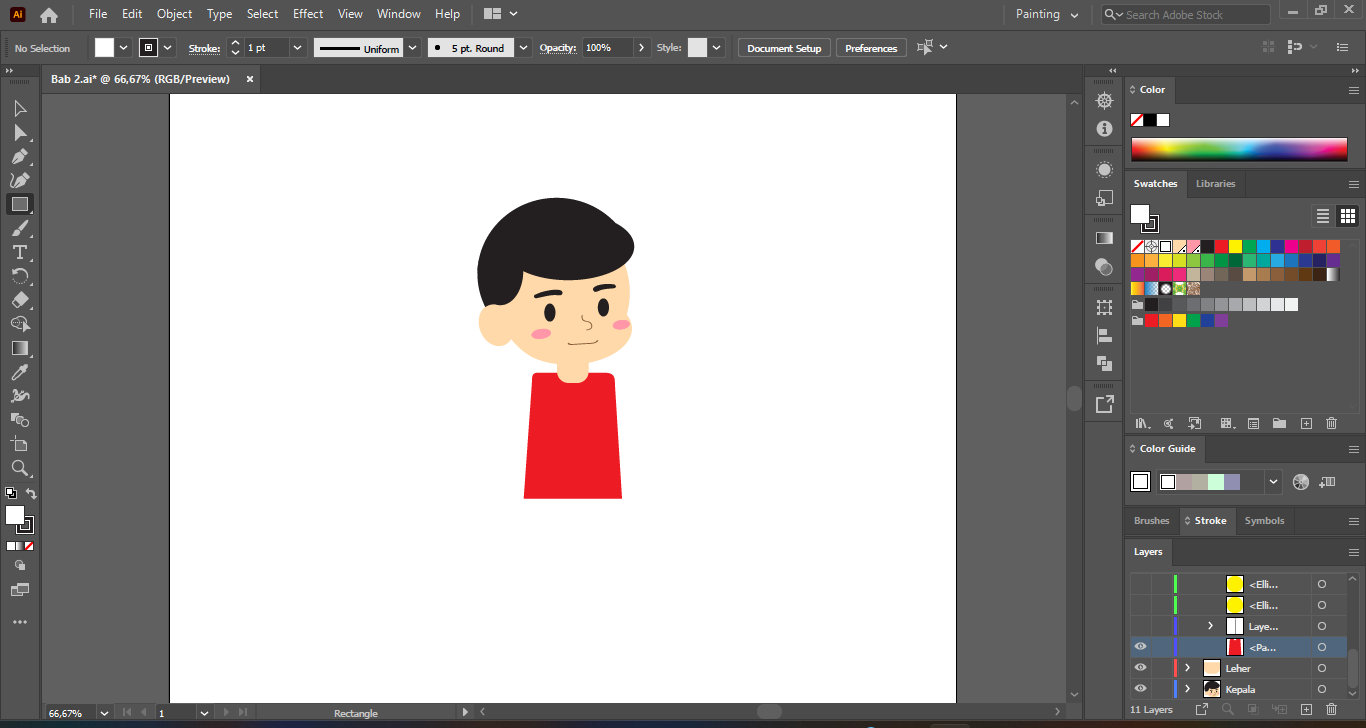 Ai File Edit Object Type Select Effect View Window Help Painting Search Adobe Stock
No Selection Stroke: 1 pt Uniform 5 pt. Round Opacity: 100% Style: Document Setup Preferences
Bab 2.ai* @ 66,67% (RGB/Preview)
Color
Swatches Libraries
Color Guide
Brushes Stroke Symbols
Layers
<Elli...
<Elli...
Laye...
<Pa...
Leher
Kepala
11 Layers
66,67% 1 Rectangle